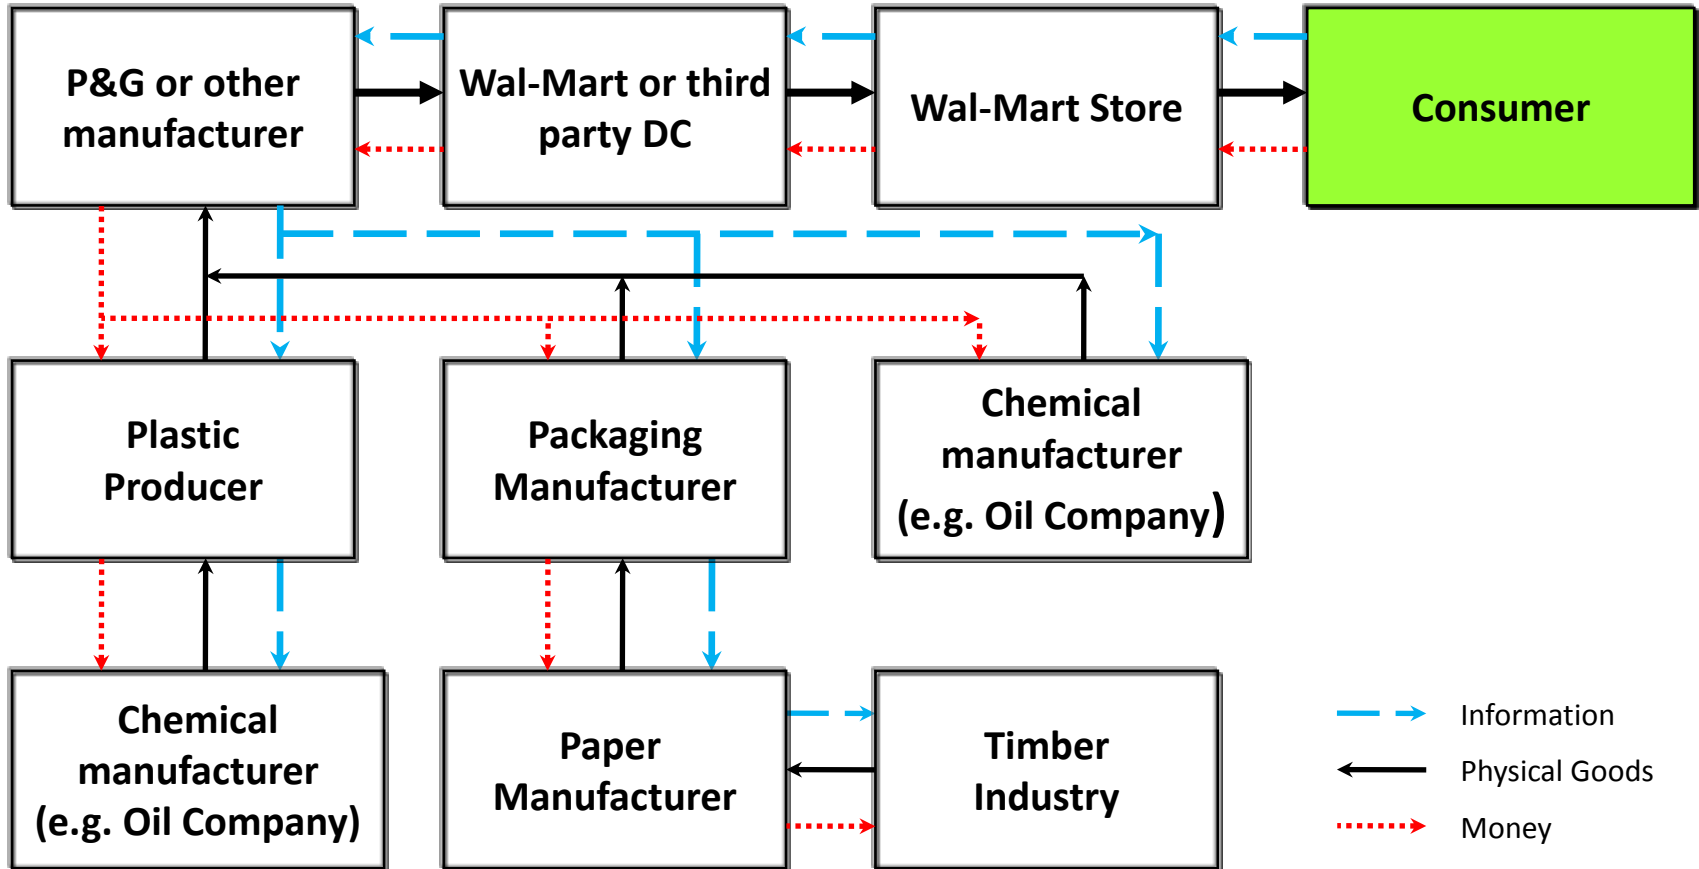 P&G or other
manufacturer
Wal-Mart or third
party DC
Wal-Mart Store
Consumer
Plastic
Producer
Packaging
Manufacturer
Chemical
manufacturer
(e.g. Oil Company)
Chemical
manufacturer
(e.g. Oil Company)
Paper
Manufacturer
Timber
Industry
Information
Physical Goods
Money